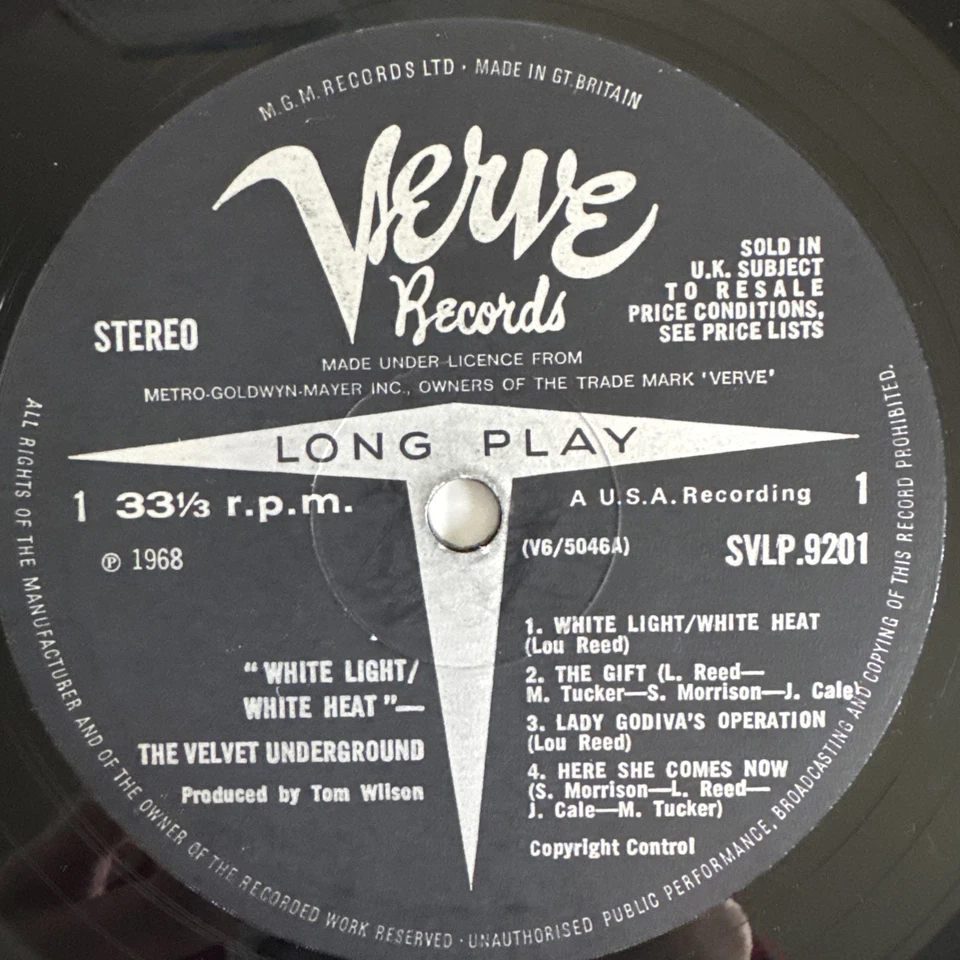 M.G.M. RECORDS LTD · MADE IN GT. BRITAIN
Verve
Records
SOLD IN
U.K. SUBJECT
TO RESALE
PRICE CONDITIONS,
SEE PRICE LISTS
STEREO
MADE UNDER LICENCE FROM
METRO-GOLDWYN-MAYER INC., OWNERS OF THE TRADE MARK 'VERVE'
LONG PLAY
1 33⅓ r.p.m.
A U.S.A. Recording 1
℗ 1968
(V6/5046A) SVLP.9201
"WHITE LIGHT/
WHITE HEAT"—
THE VELVET UNDERGROUND
Produced by Tom Wilson
1. WHITE LIGHT/WHITE HEAT
(Lou Reed)
2. THE GIFT (L. Reed—
M. Tucker—S. Morrison—J. Cale)
3. LADY GODIVA'S OPERATION
(Lou Reed)
4. HERE SHE COMES NOW
(S. Morrison—L. Reed—
J. Cale—M. Tucker)
Copyright Control
ALL RIGHTS OF THE MANUFACTURER AND OF THE OWNER OF THE RECORDED WORK RESERVED · UNAUTHORISED PUBLIC PERFORMANCE, BROADCASTING AND COPYING OF THIS RECORD PROHIBITED.